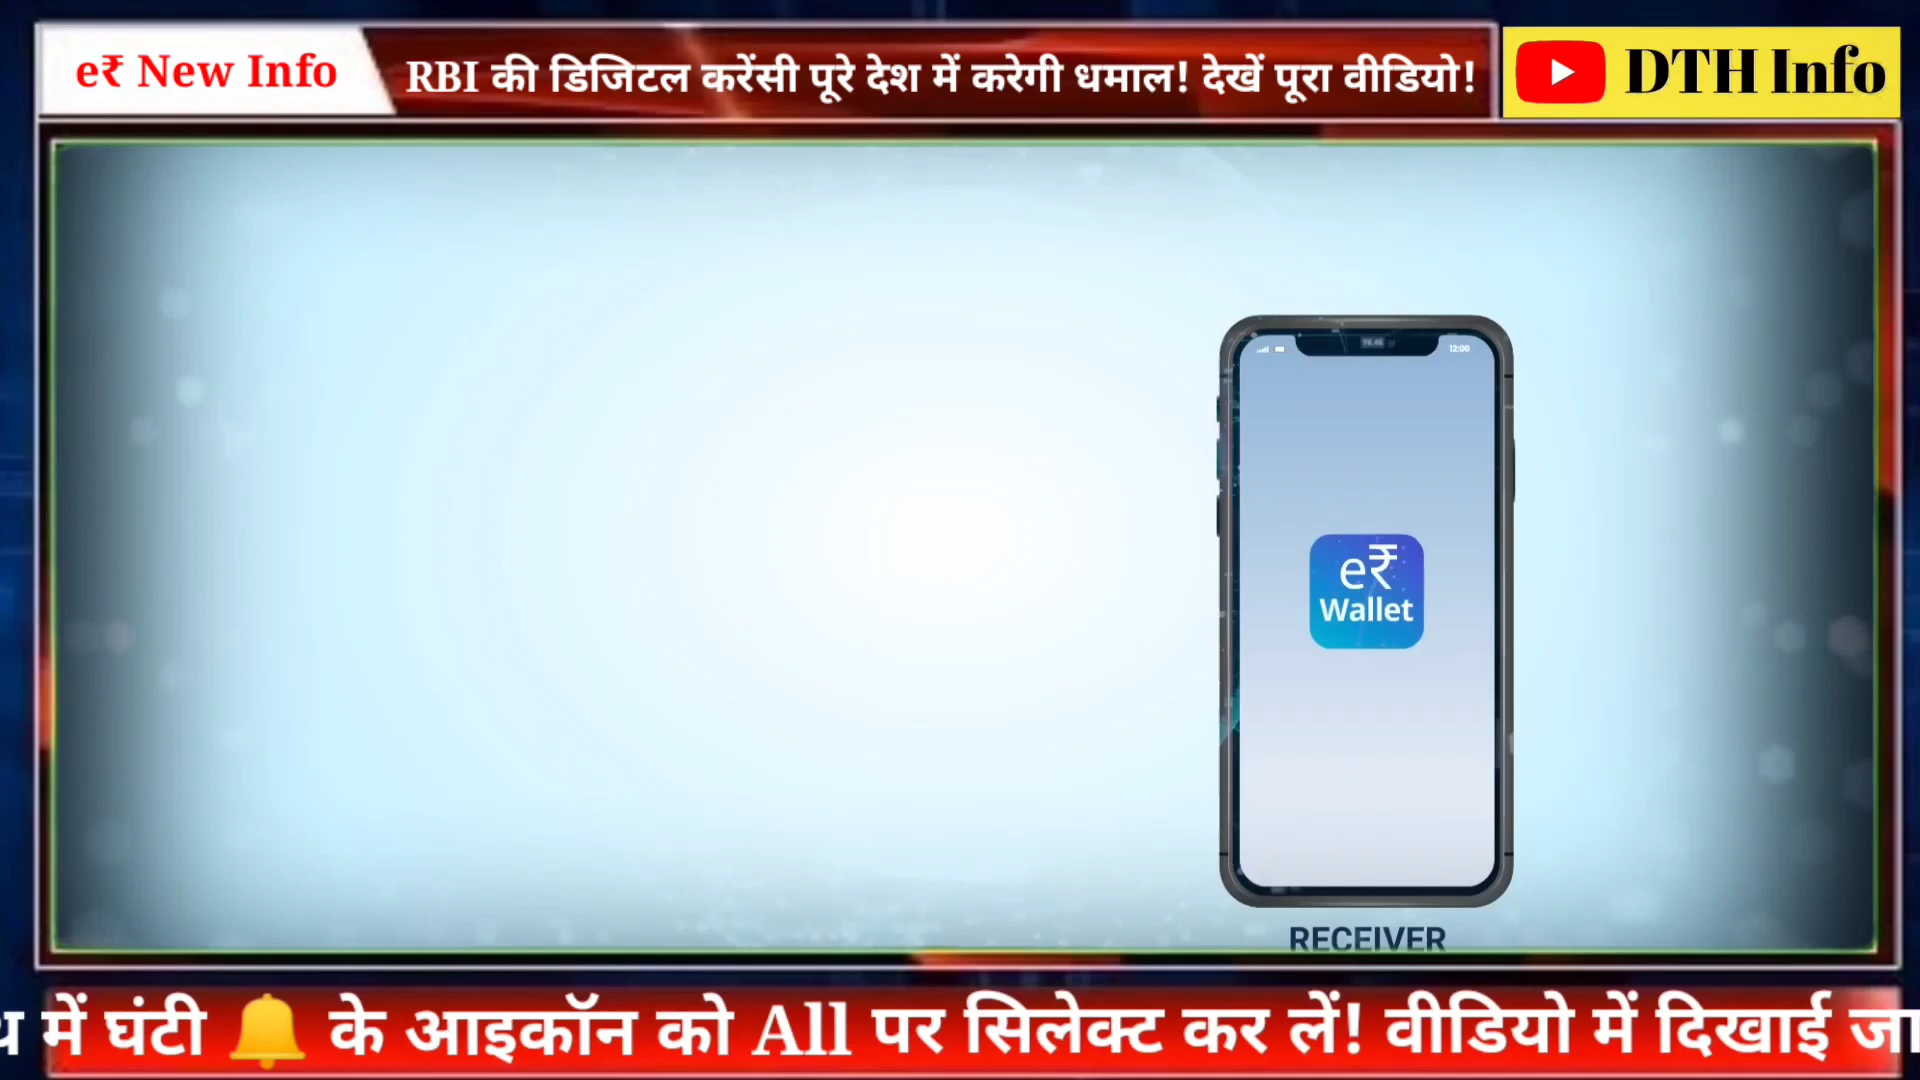 e₹ New Info
RBI की डिजिटल करेंसी पूरे देश में करेगी धमाल! देखें पूरा वीडियो!
DTH Info
12:00
e₹
Wallet
RECEIVER
में घंटी 🔔 के आइकॉन को All पर सिलेक्ट कर लें! वीडियो में दिखाई